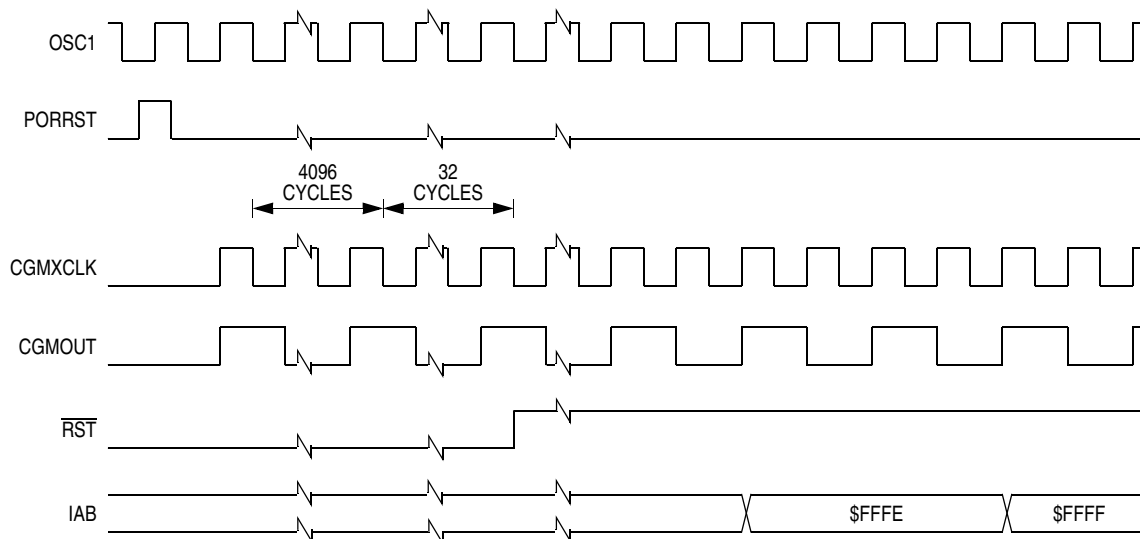 OSC1
PORRST
4096
CYCLES
32
CYCLES
CGMXCLK
CGMOUT
RST
IAB
$FFFE
$FFFF